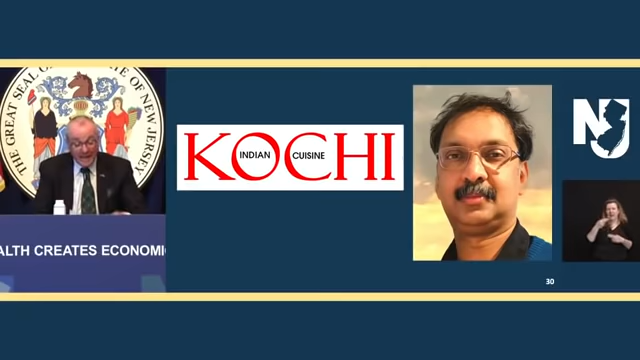 THE GREAT SEAL OF THE STATE OF NEW JERSEY
ALTH CREATES ECONOMI
KOCHI
INDIAN CUISINE
NJ
30